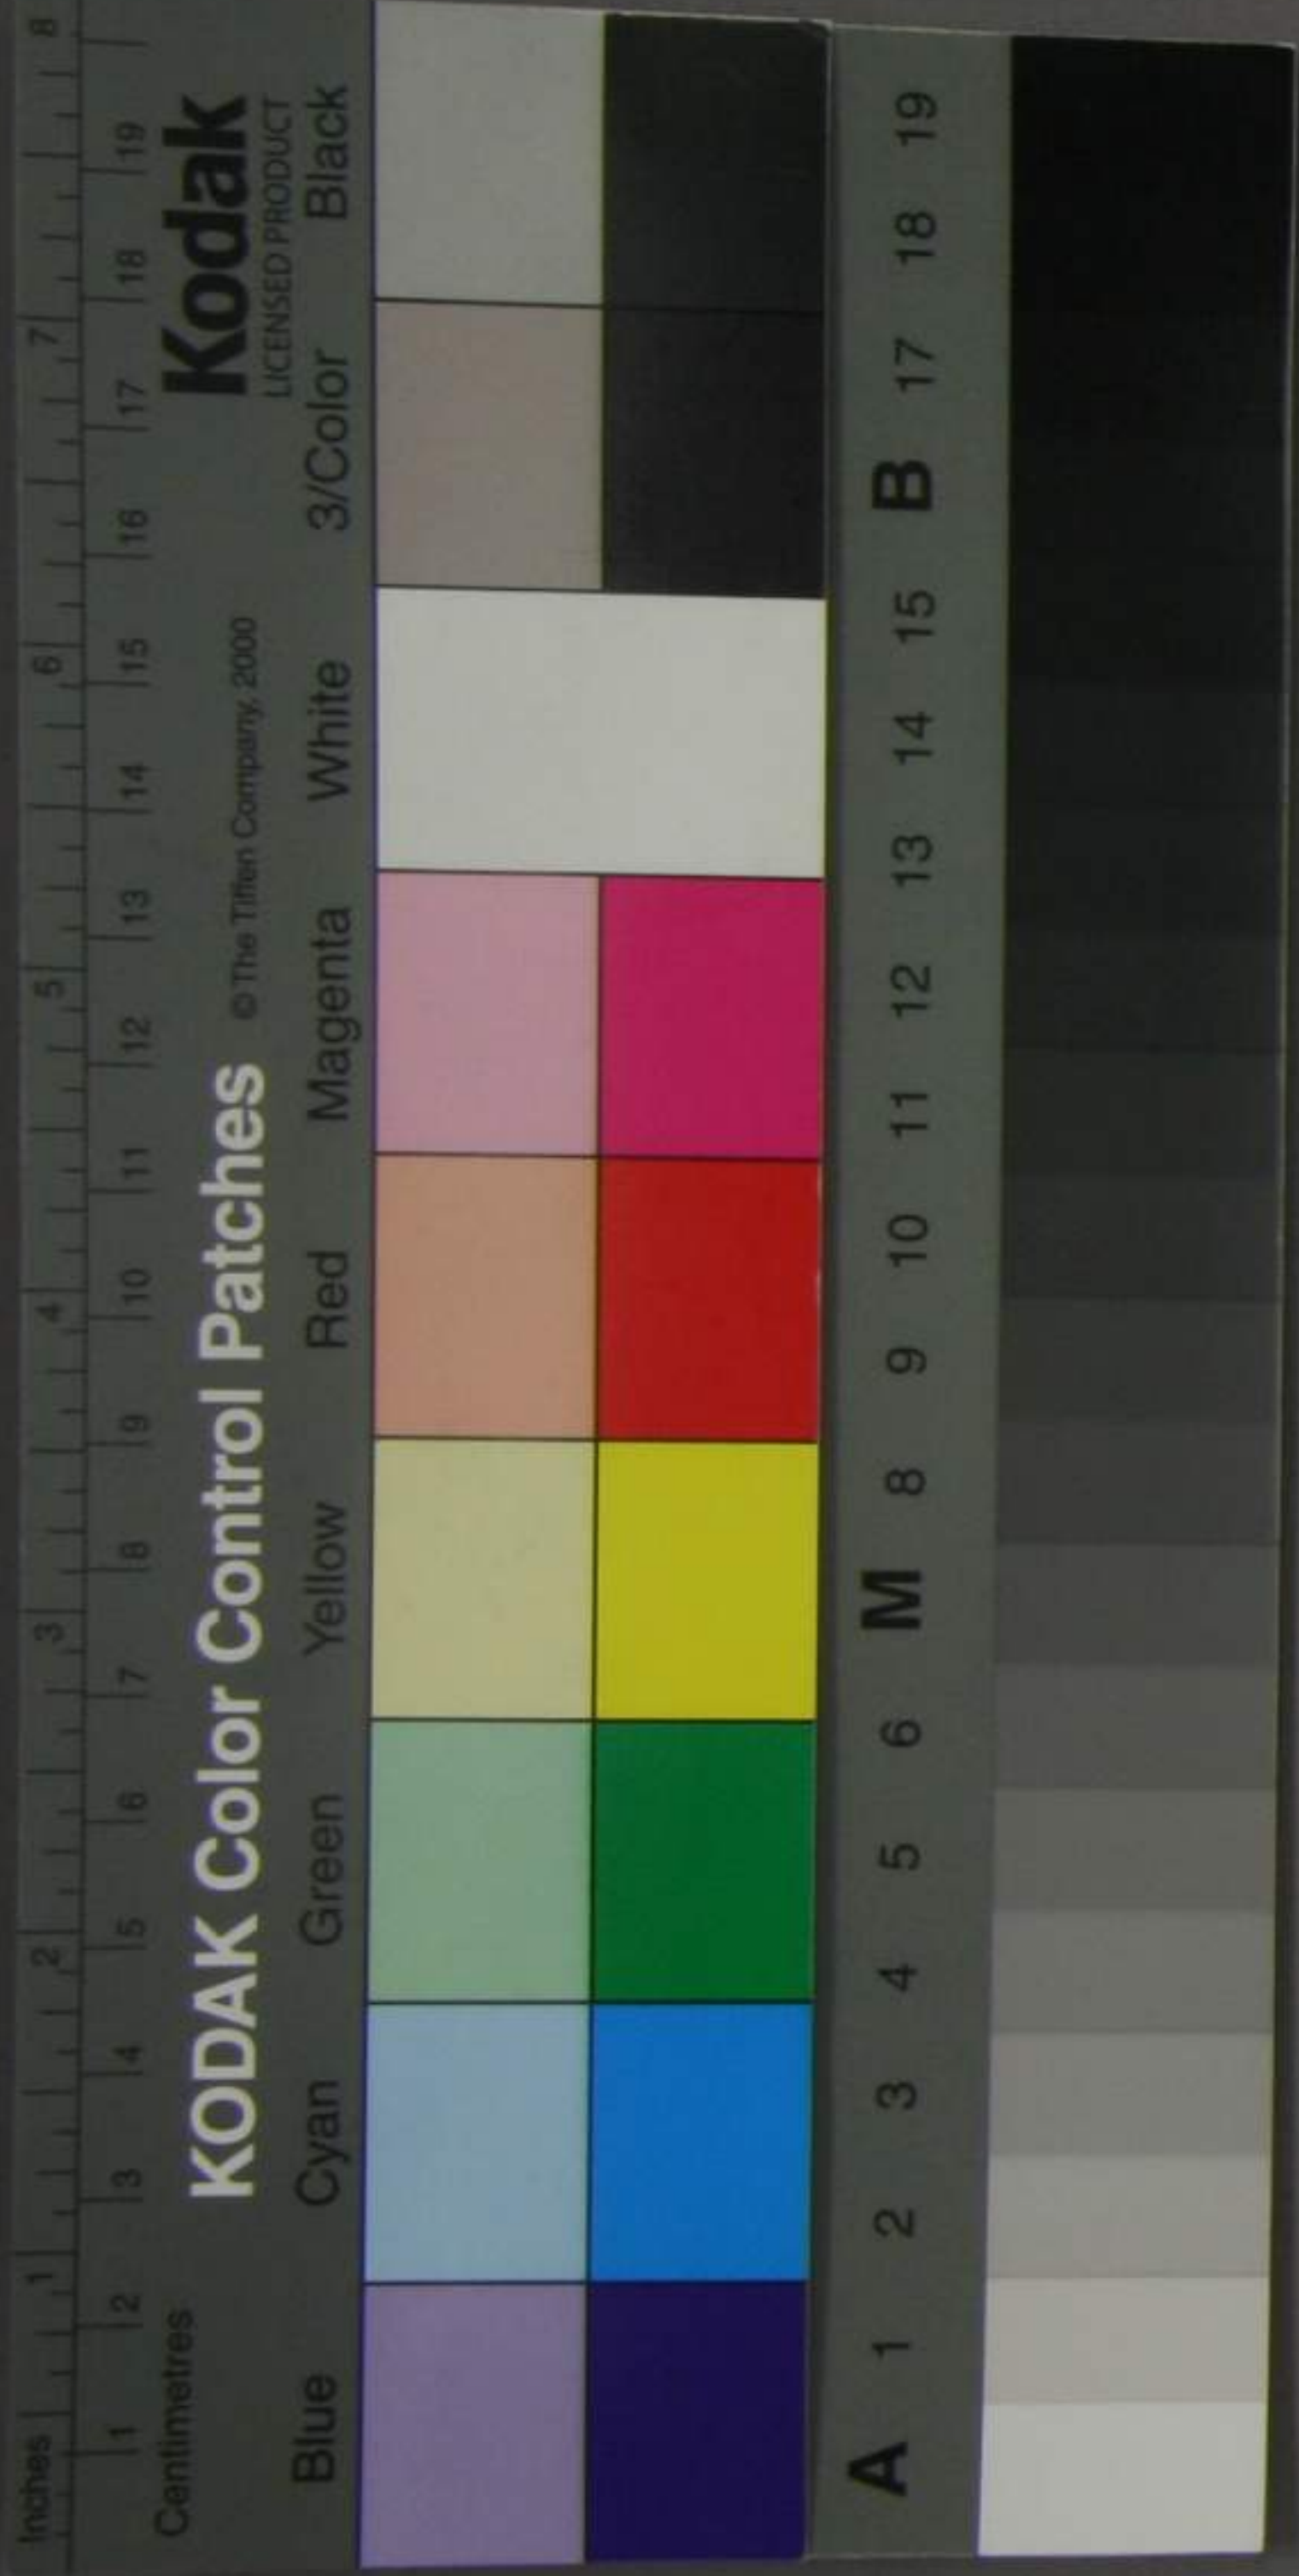 Inches 1 2 3 4 5 6 7 8
1 2 3 4 5 6 7 8 9 10 11 12 13 14 15 16 17 18 19
Centimetres
KODAK Color Control Patches © The Tiffen Company, 2000
Kodak
LICENSED PRODUCT
Blue Cyan Green Yellow Red Magenta White 3/Color Black
A 1 2 3 4 5 6 M 8 9 10 11 12 13 14 15 B 17 18 19